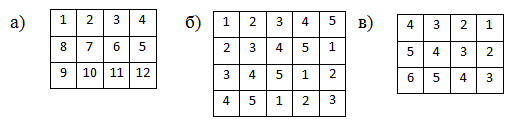 а)
1 2 3 4
8 7 6 5
9 10 11 12
б)
1 2 3 4 5
2 3 4 5 1
3 4 5 1 2
4 5 1 2 3
в)
4 3 2 1
5 4 3 2
6 5 4 3